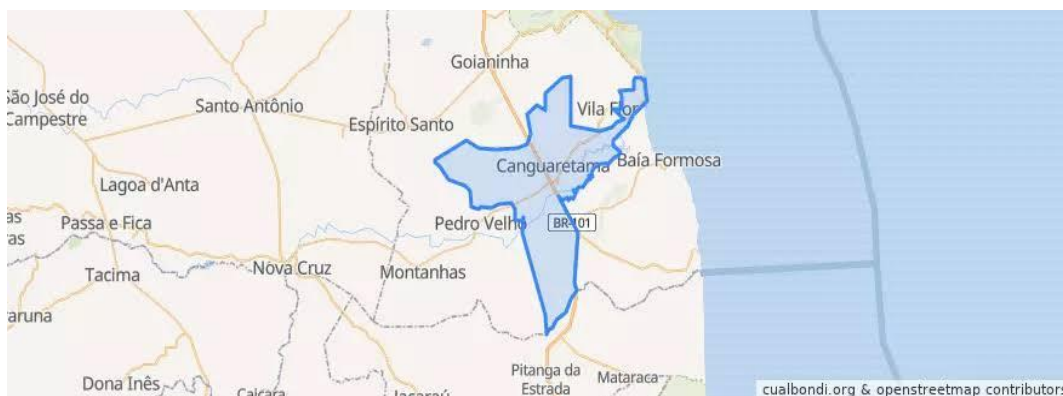 Goianinha
São José do
Campestre
Santo Antônio
Vila Flor
Espírito Santo
Canguaretama
Baía Formosa
Lagoa d'Anta
Passa e Fica
Pedro Velho
BR-101
Tacima
Nova Cruz
Montanhas
Pitanga da
Estrada
Mataraca
Dona Inês
cualbondi.org & openstreetmap contributors